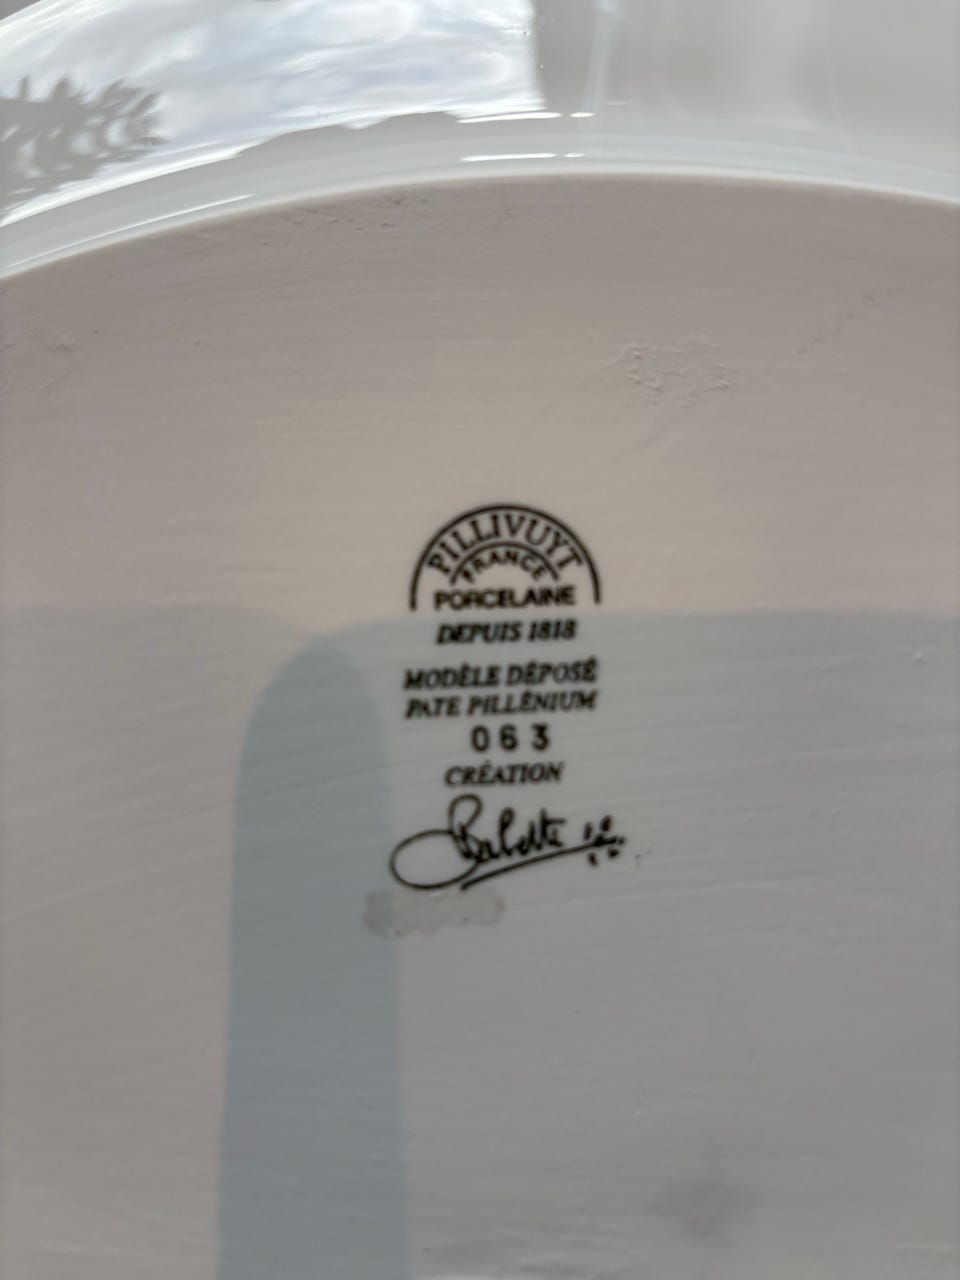 PILLIVUYT
FRANCE
PORCELAINE
DEPUIS 1818
MODÈLE DÉPOSÉ
PATE PILLÉNIUM
063
CRÉATION